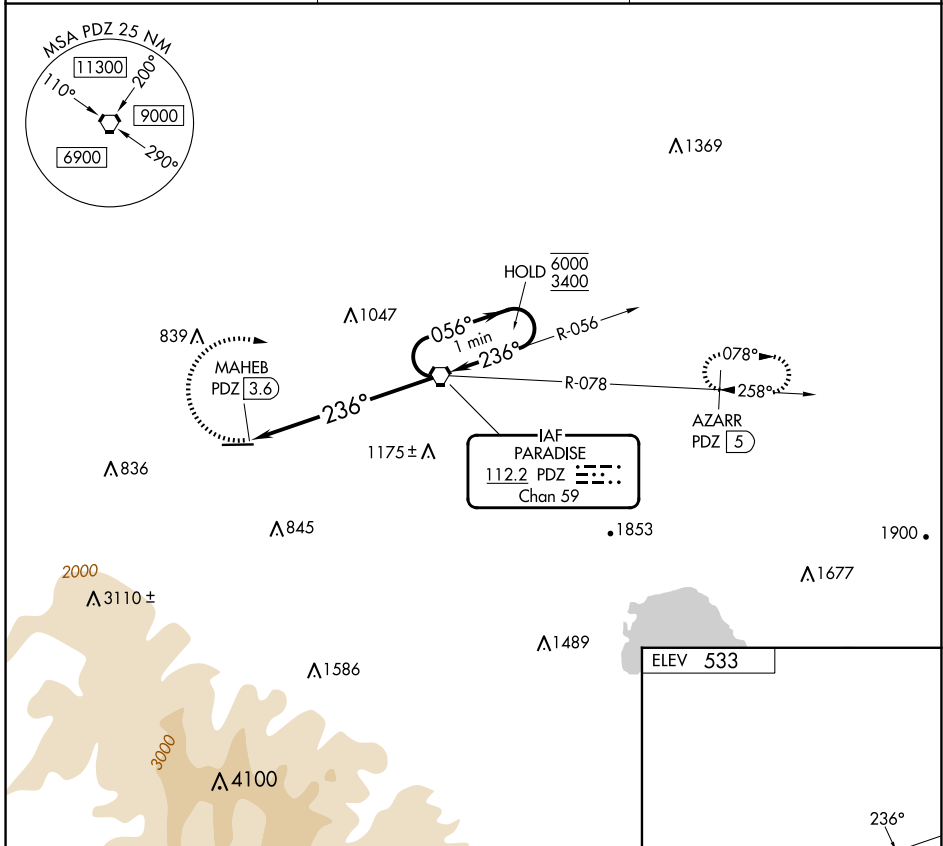 MSA PDZ 25 NM
11300
110°
200°
9000
6900
290°
1369
HOLD 6000
3400
1047
839
056°
1 min
236°
R-056
MAHEB
PDZ 3.6
236°
R-078
078°
258°
AZARR
PDZ 5
1175 ±
IAF
PARADISE
112.2 PDZ
Chan 59
836
845
1853
1900
2000
1677
3110 ±
1489
1586
ELEV 533
3000
4100
236°